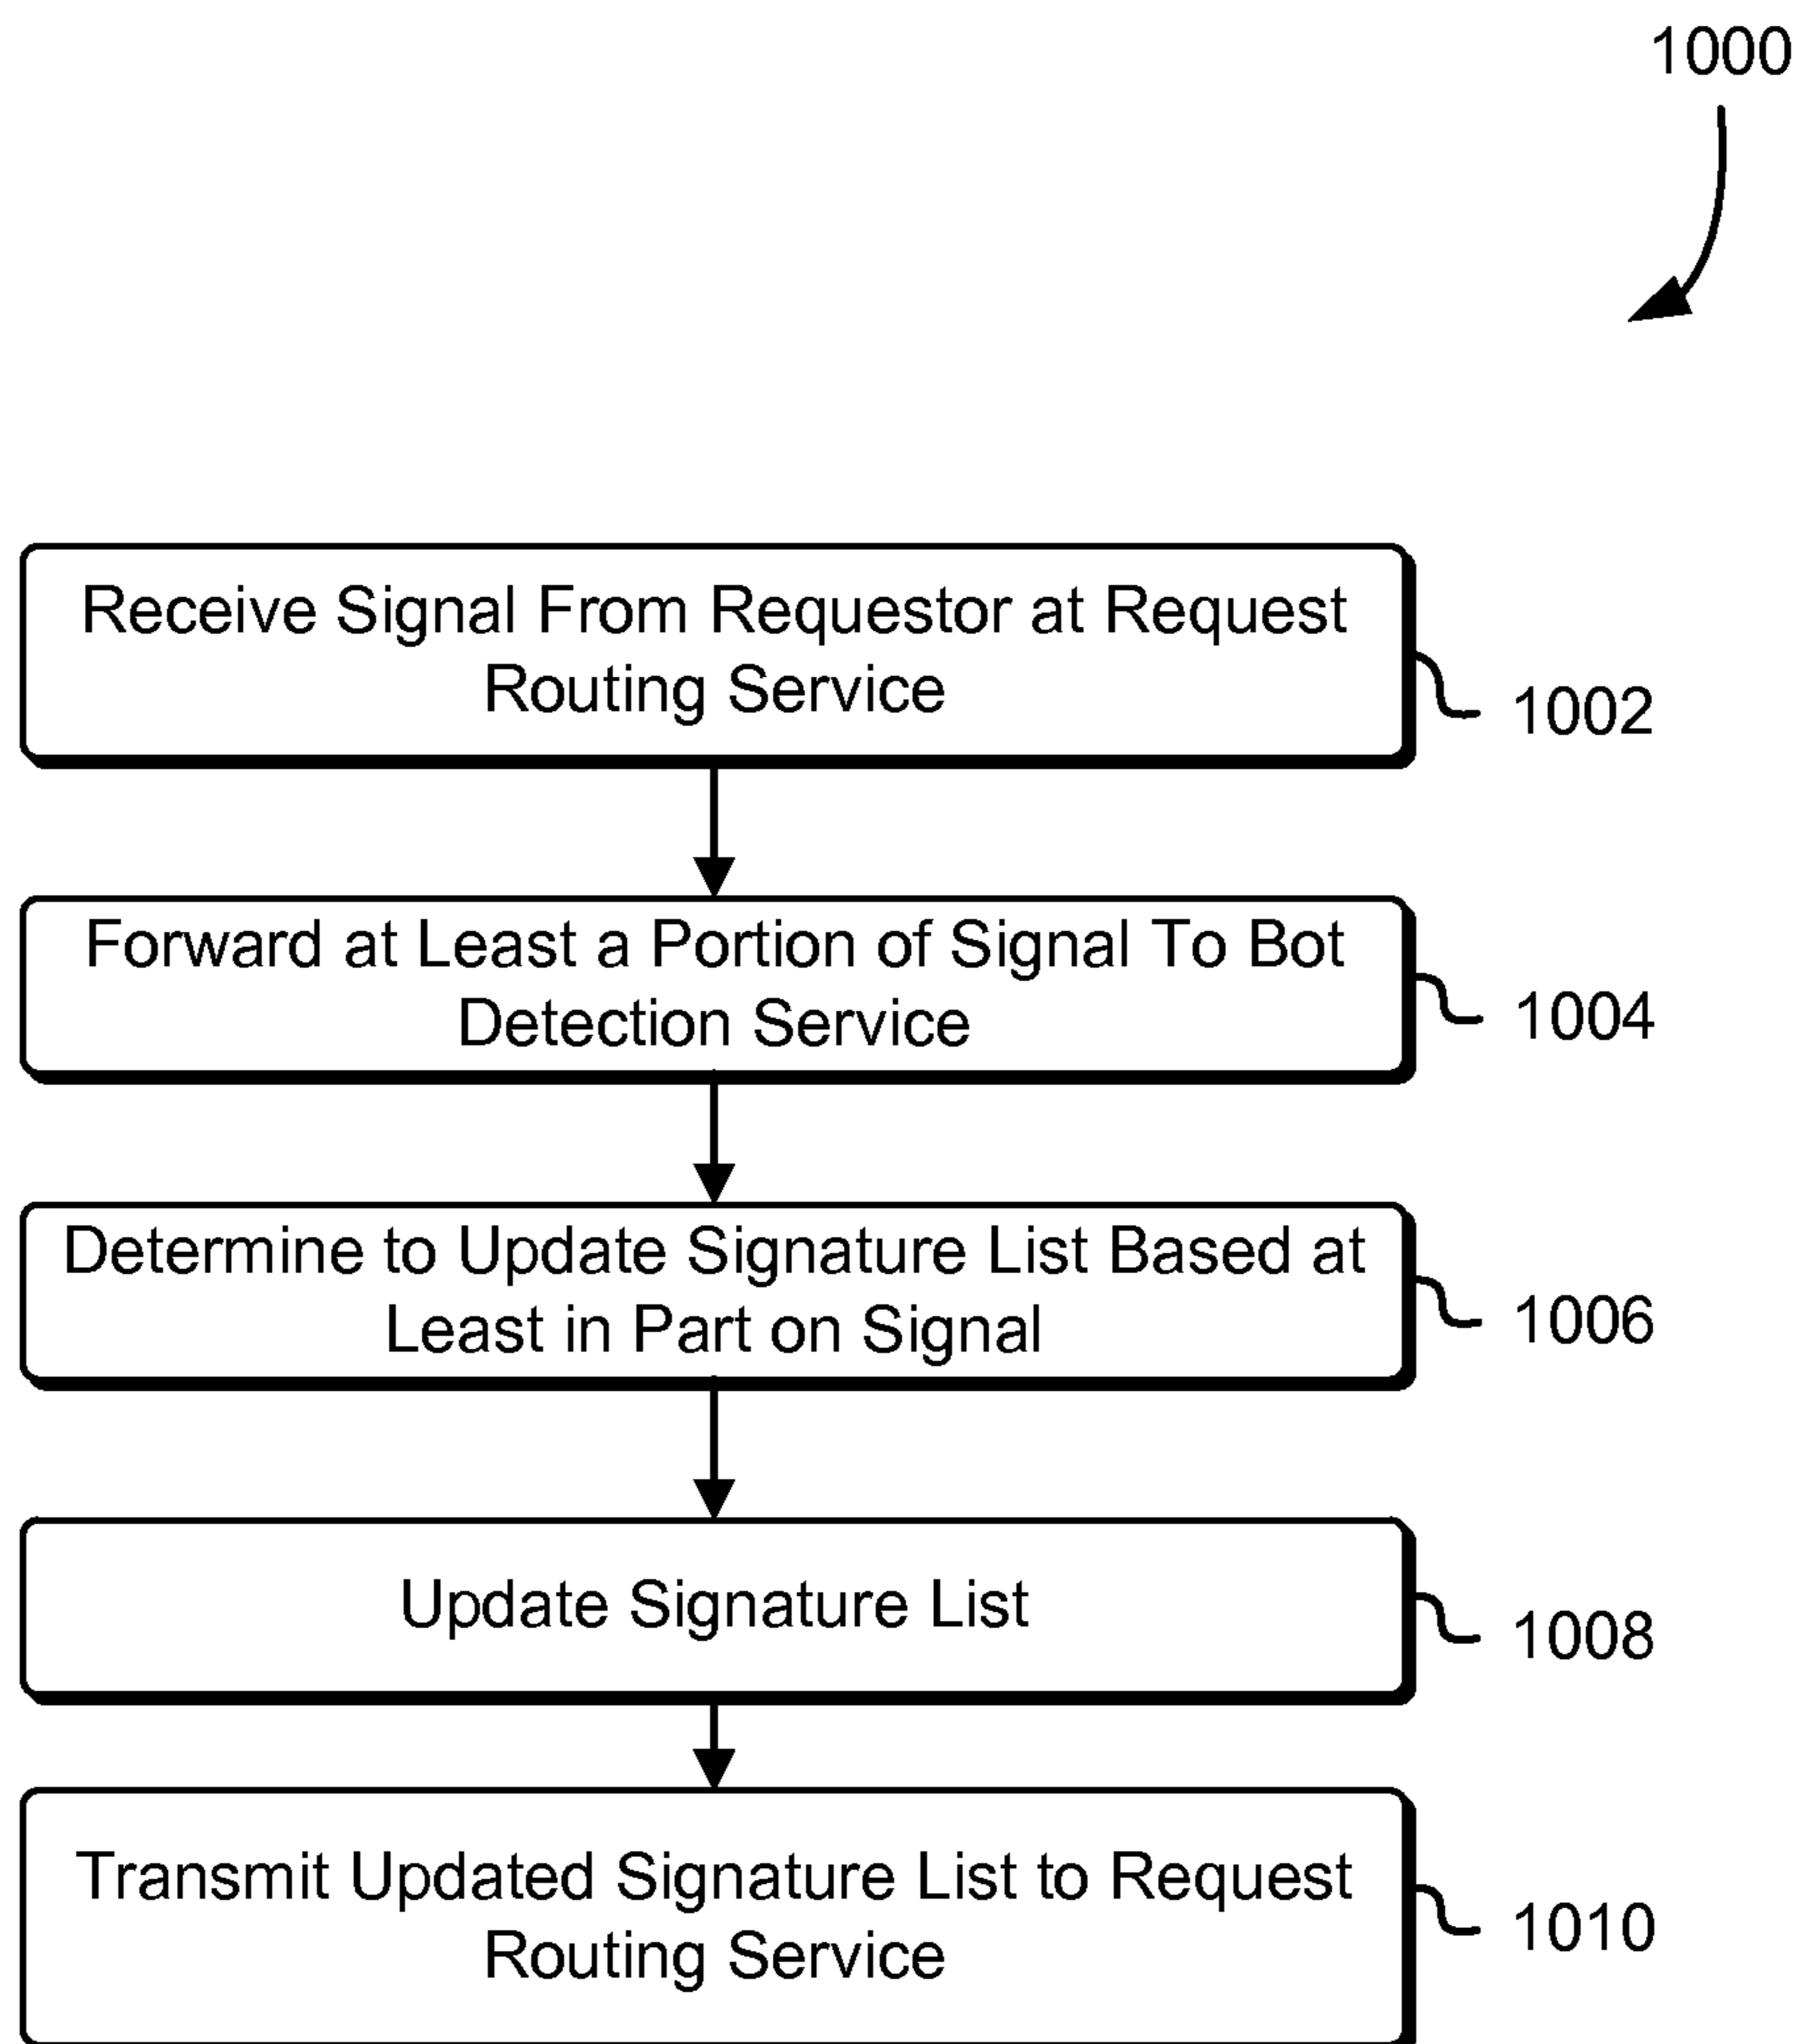 1000
Receive Signal From Requestor at Request
Routing Service
1002
Forward at Least a Portion of Signal To Bot
Detection Service
1004
Determine to Update Signature List Based at
Least in Part on Signal
1006
Update Signature List
1008
Transmit Updated Signature List to Request
Routing Service
1010